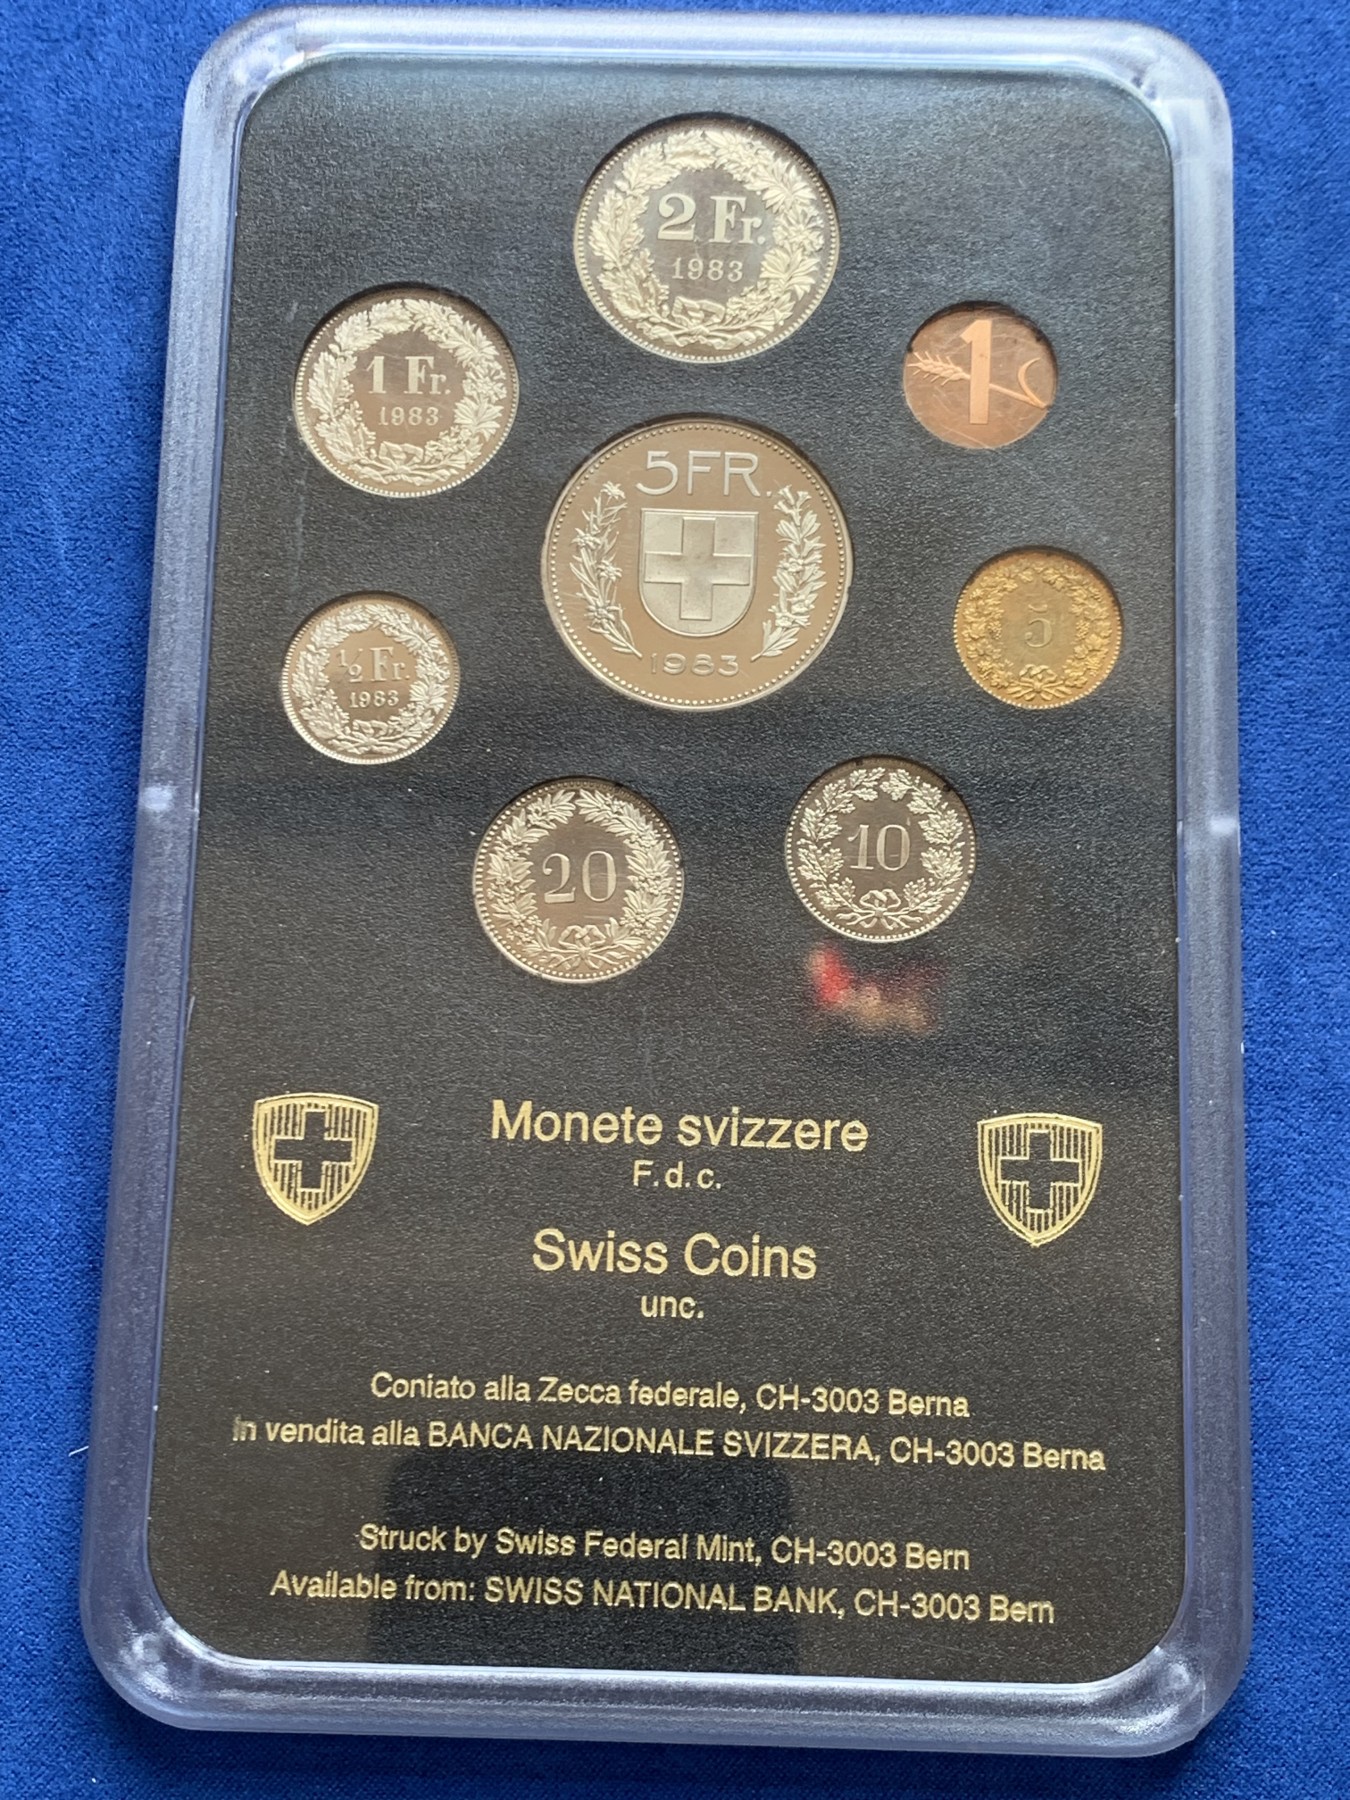 2 Fr.
1983
1 Fr.
1983
1
5 FR.
1983
5
½ Fr.
1983
20
10
Monete svizzere
F.d.c.
Swiss Coins
unc.
Coniato alla Zecca federale, CH-3003 Berna
In vendita alla BANCA NAZIONALE SVIZZERA, CH-3003 Berna
Struck by Swiss Federal Mint, CH-3003 Bern
Available from: SWISS NATIONAL BANK, CH-3003 Bern